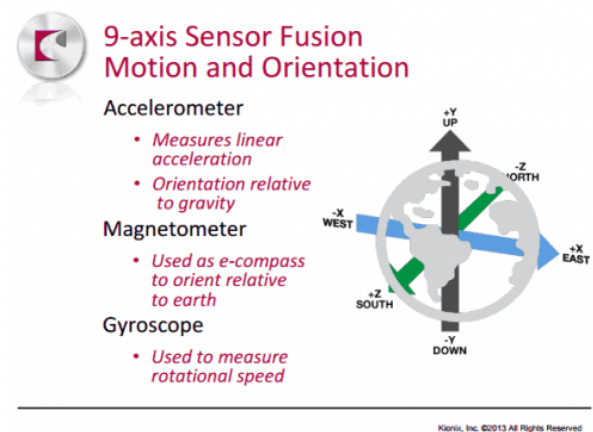 9-axis Sensor Fusion
Motion and Orientation
Accelerometer
• Measures linear
acceleration
• Orientation relative
to gravity
Magnetometer
• Used as e-compass
to orient relative
to earth
Gyroscope
• Used to measure
rotational speed
+Y
UP
-Z
NORTH
-X
WEST
+X
EAST
+Z
SOUTH
-Y
DOWN
Kionix, Inc. ©2013 All Rights Reserved